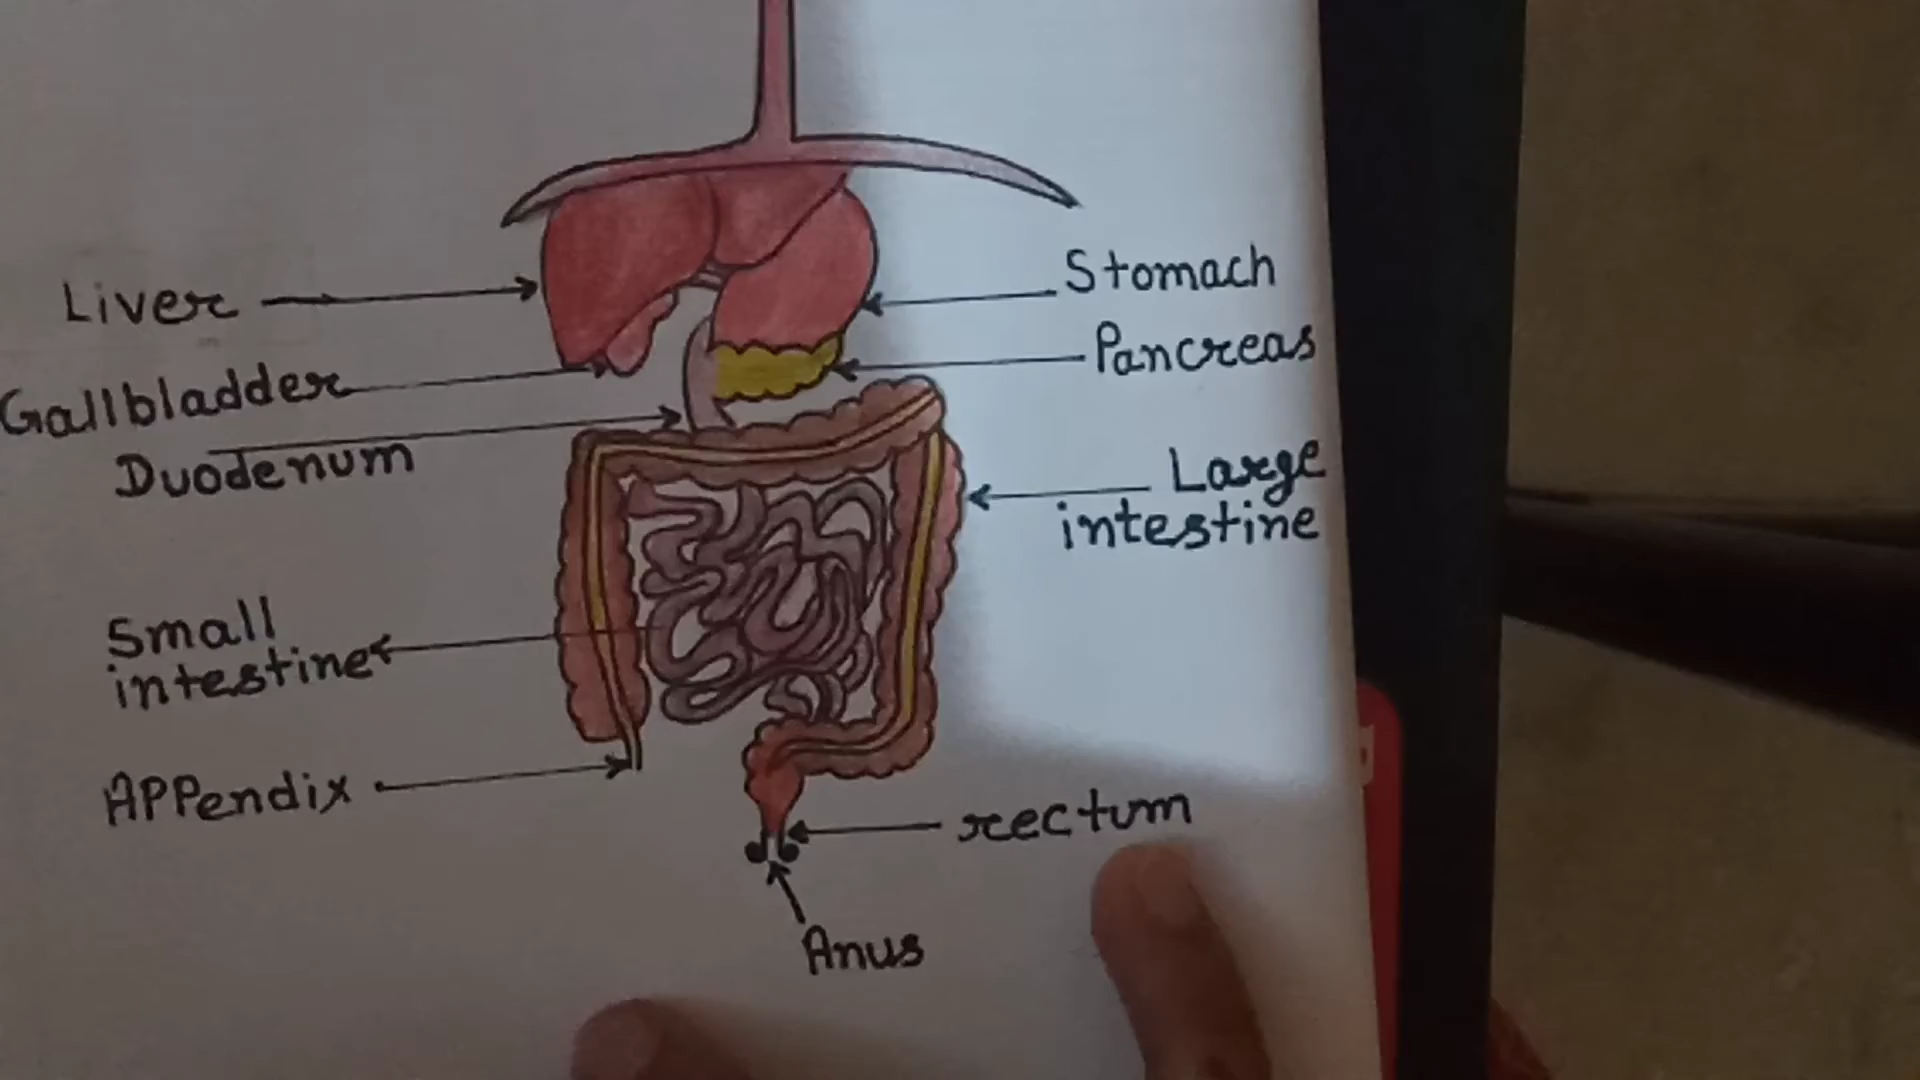 Liver
Stomach
Pancreas
Gallbladder
Duodenum
Large
intestine
Small
intestine
APPendix
rectum
Anus